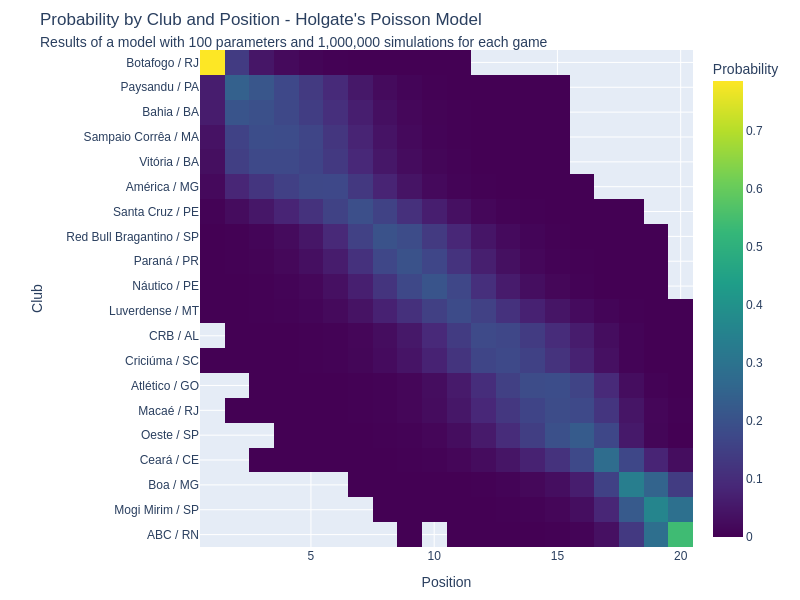 Probability by Club and Position - Holgate's Poisson Model
Results of a model with 100 parameters and 1,000,000 simulations for each game
Probability
Club
Botafogo / RJ
Paysandu / PA
Bahia / BA
Sampaio Corrêa / MA
Vitória / BA
América / MG
Santa Cruz / PE
Red Bull Bragantino / SP
Paraná / PR
Náutico / PE
Luverdense / MT
CRB / AL
Criciúma / SC
Atlético / GO
Macaé / RJ
Oeste / SP
Ceará / CE
Boa / MG
Mogi Mirim / SP
ABC / RN
0.7
0.6
0.5
0.4
0.3
0.2
0.1
0
5 10 15 20
Position